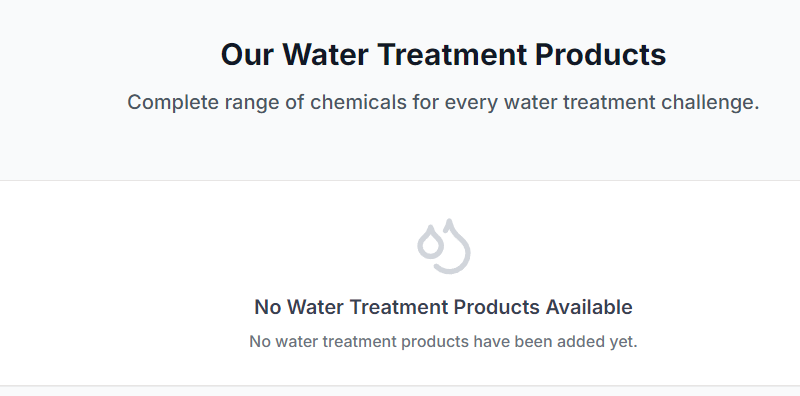 Our Water Treatment Products
Complete range of chemicals for every water treatment challenge.
No Water Treatment Products Available
No water treatment products have been added yet.